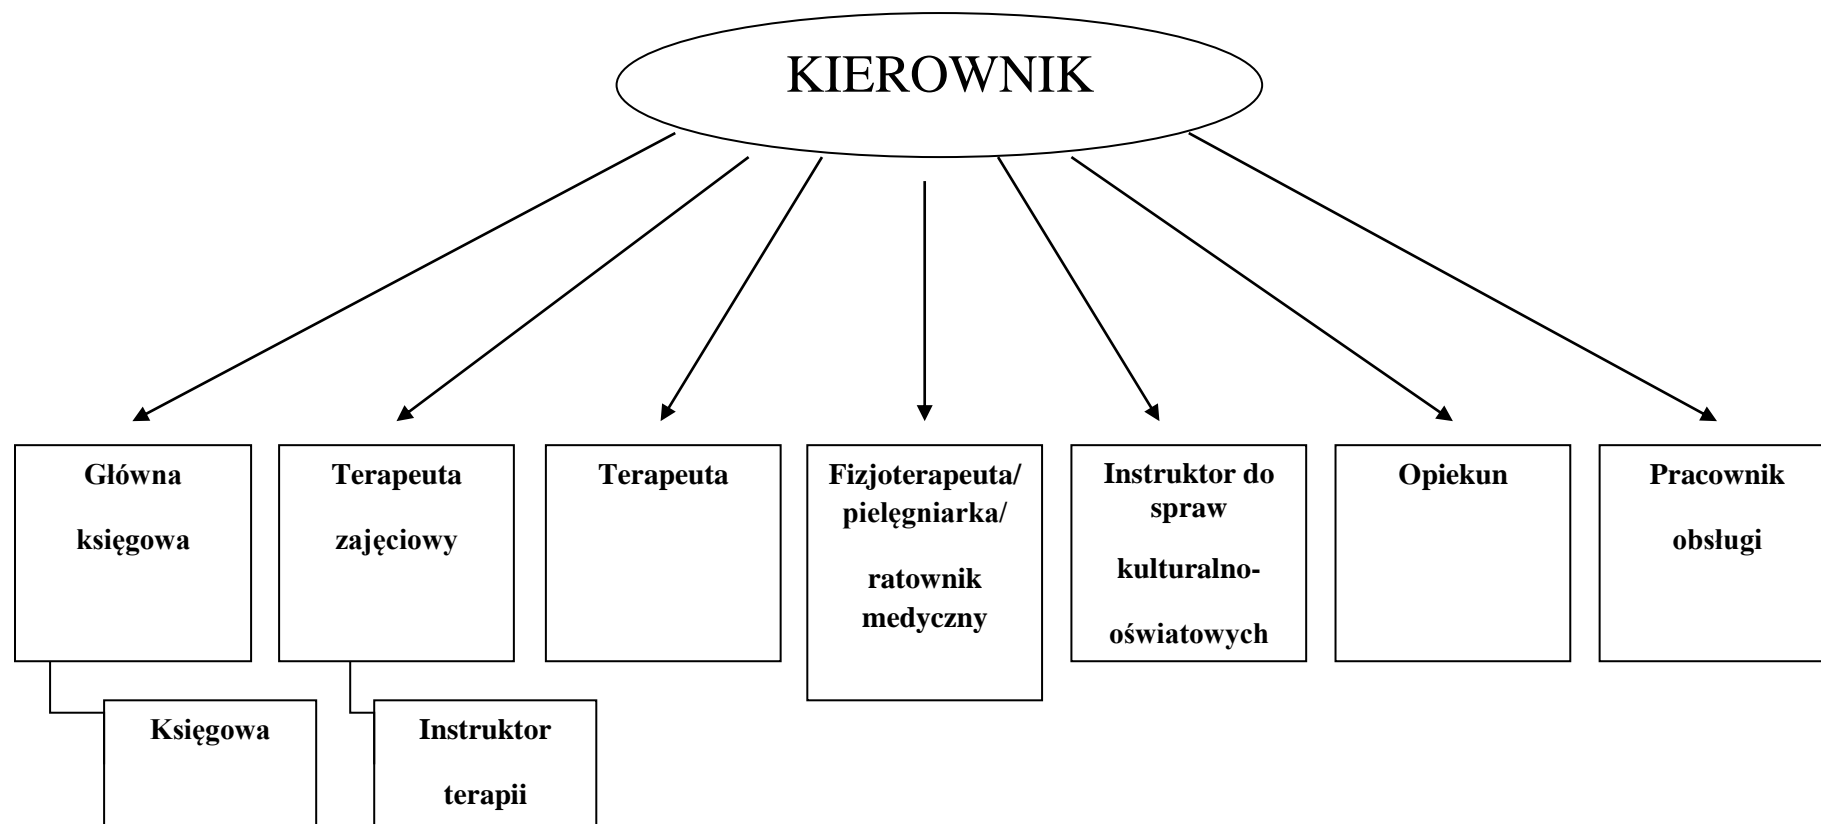 KIEROWNIK
Główna
księgowa
Terapeuta
zajęciowy
Terapeuta
Fizjoterapeuta/
pielęgniarka/
ratownik
medyczny
Instruktor do
spraw
kulturalno-
oświatowych
Opiekun
Pracownik
obsługi
Księgowa
Instruktor
terapii